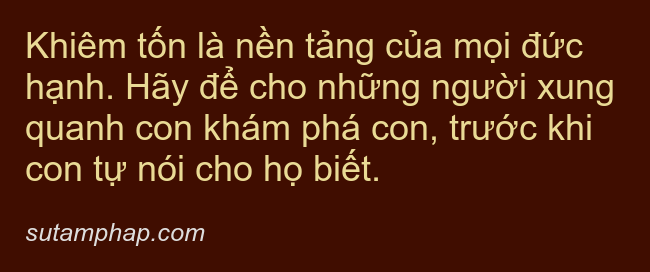 Khiêm tốn là nền tảng của mọi đức
hạnh. Hãy để cho những người xung
quanh con khám phá con, trước khi
con tự nói cho họ biết.
sutamphap.com